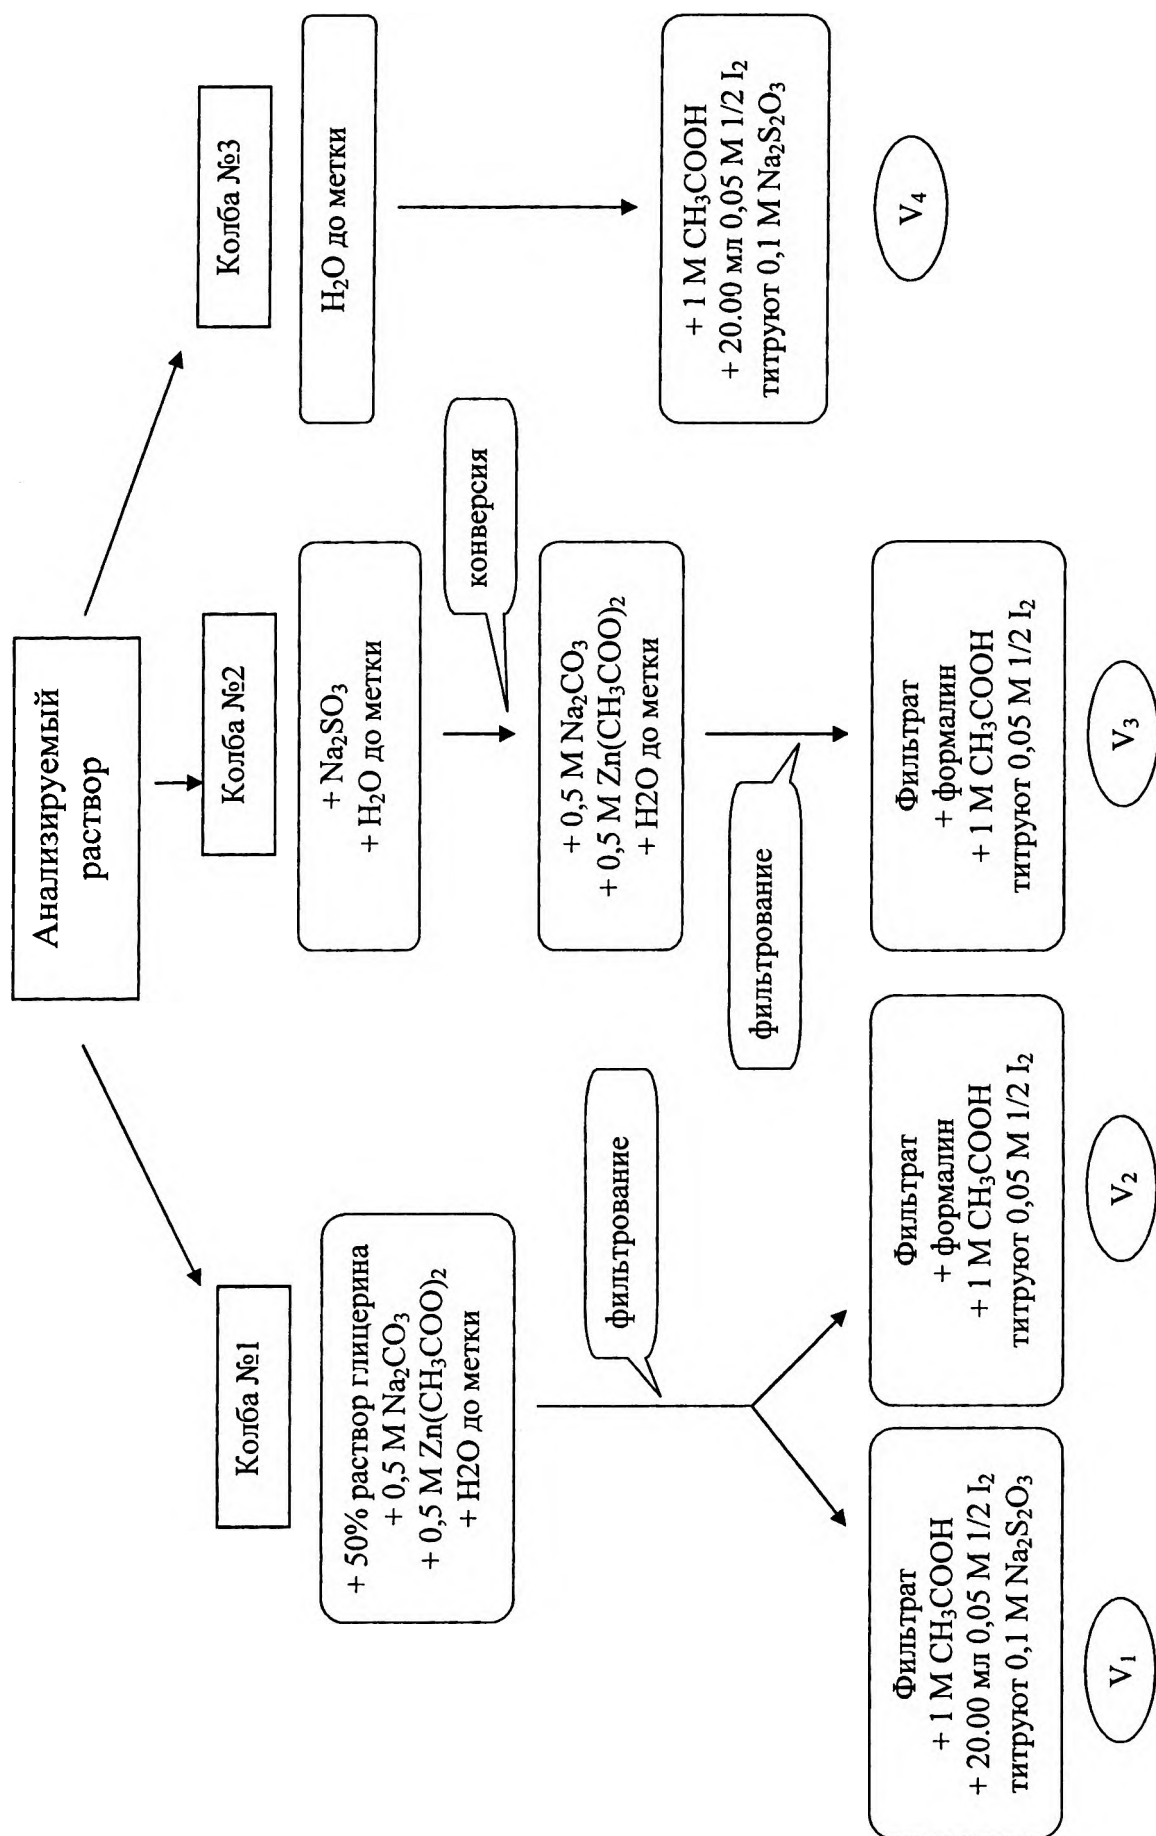 Анализируемый
раствор
Колба №1
+ 50% раствор глицерина
+ 0,5 М Na₂CO₃
+ 0,5 М Zn(CH₃COO)₂
+ H2O до метки
фильтрование
Фильтрат
+ 1 М CH₃COOH
+ 20.00 мл 0,05 М 1/2 I₂
титруют 0,1 М Na₂S₂O₃
V₁
Фильтрат
+ формалин
+ 1 М CH₃COOH
титруют 0,05 М 1/2 I₂
V₂
Колба №2
+ Na₂SO₃
+ H₂O до метки
конверсия
+ 0,5 М Na₂CO₃
+ 0,5 М Zn(CH₃COO)₂
+ H2O до метки
фильтрование
Фильтрат
+ формалин
+ 1 М CH₃COOH
титруют 0,05 М 1/2 I₂
V₃
Колба №3
H₂O до метки
+ 1 М CH₃COOH
+ 20.00 мл 0,05 М 1/2 I₂
титруют 0,1 М Na₂S₂O₃
V₄